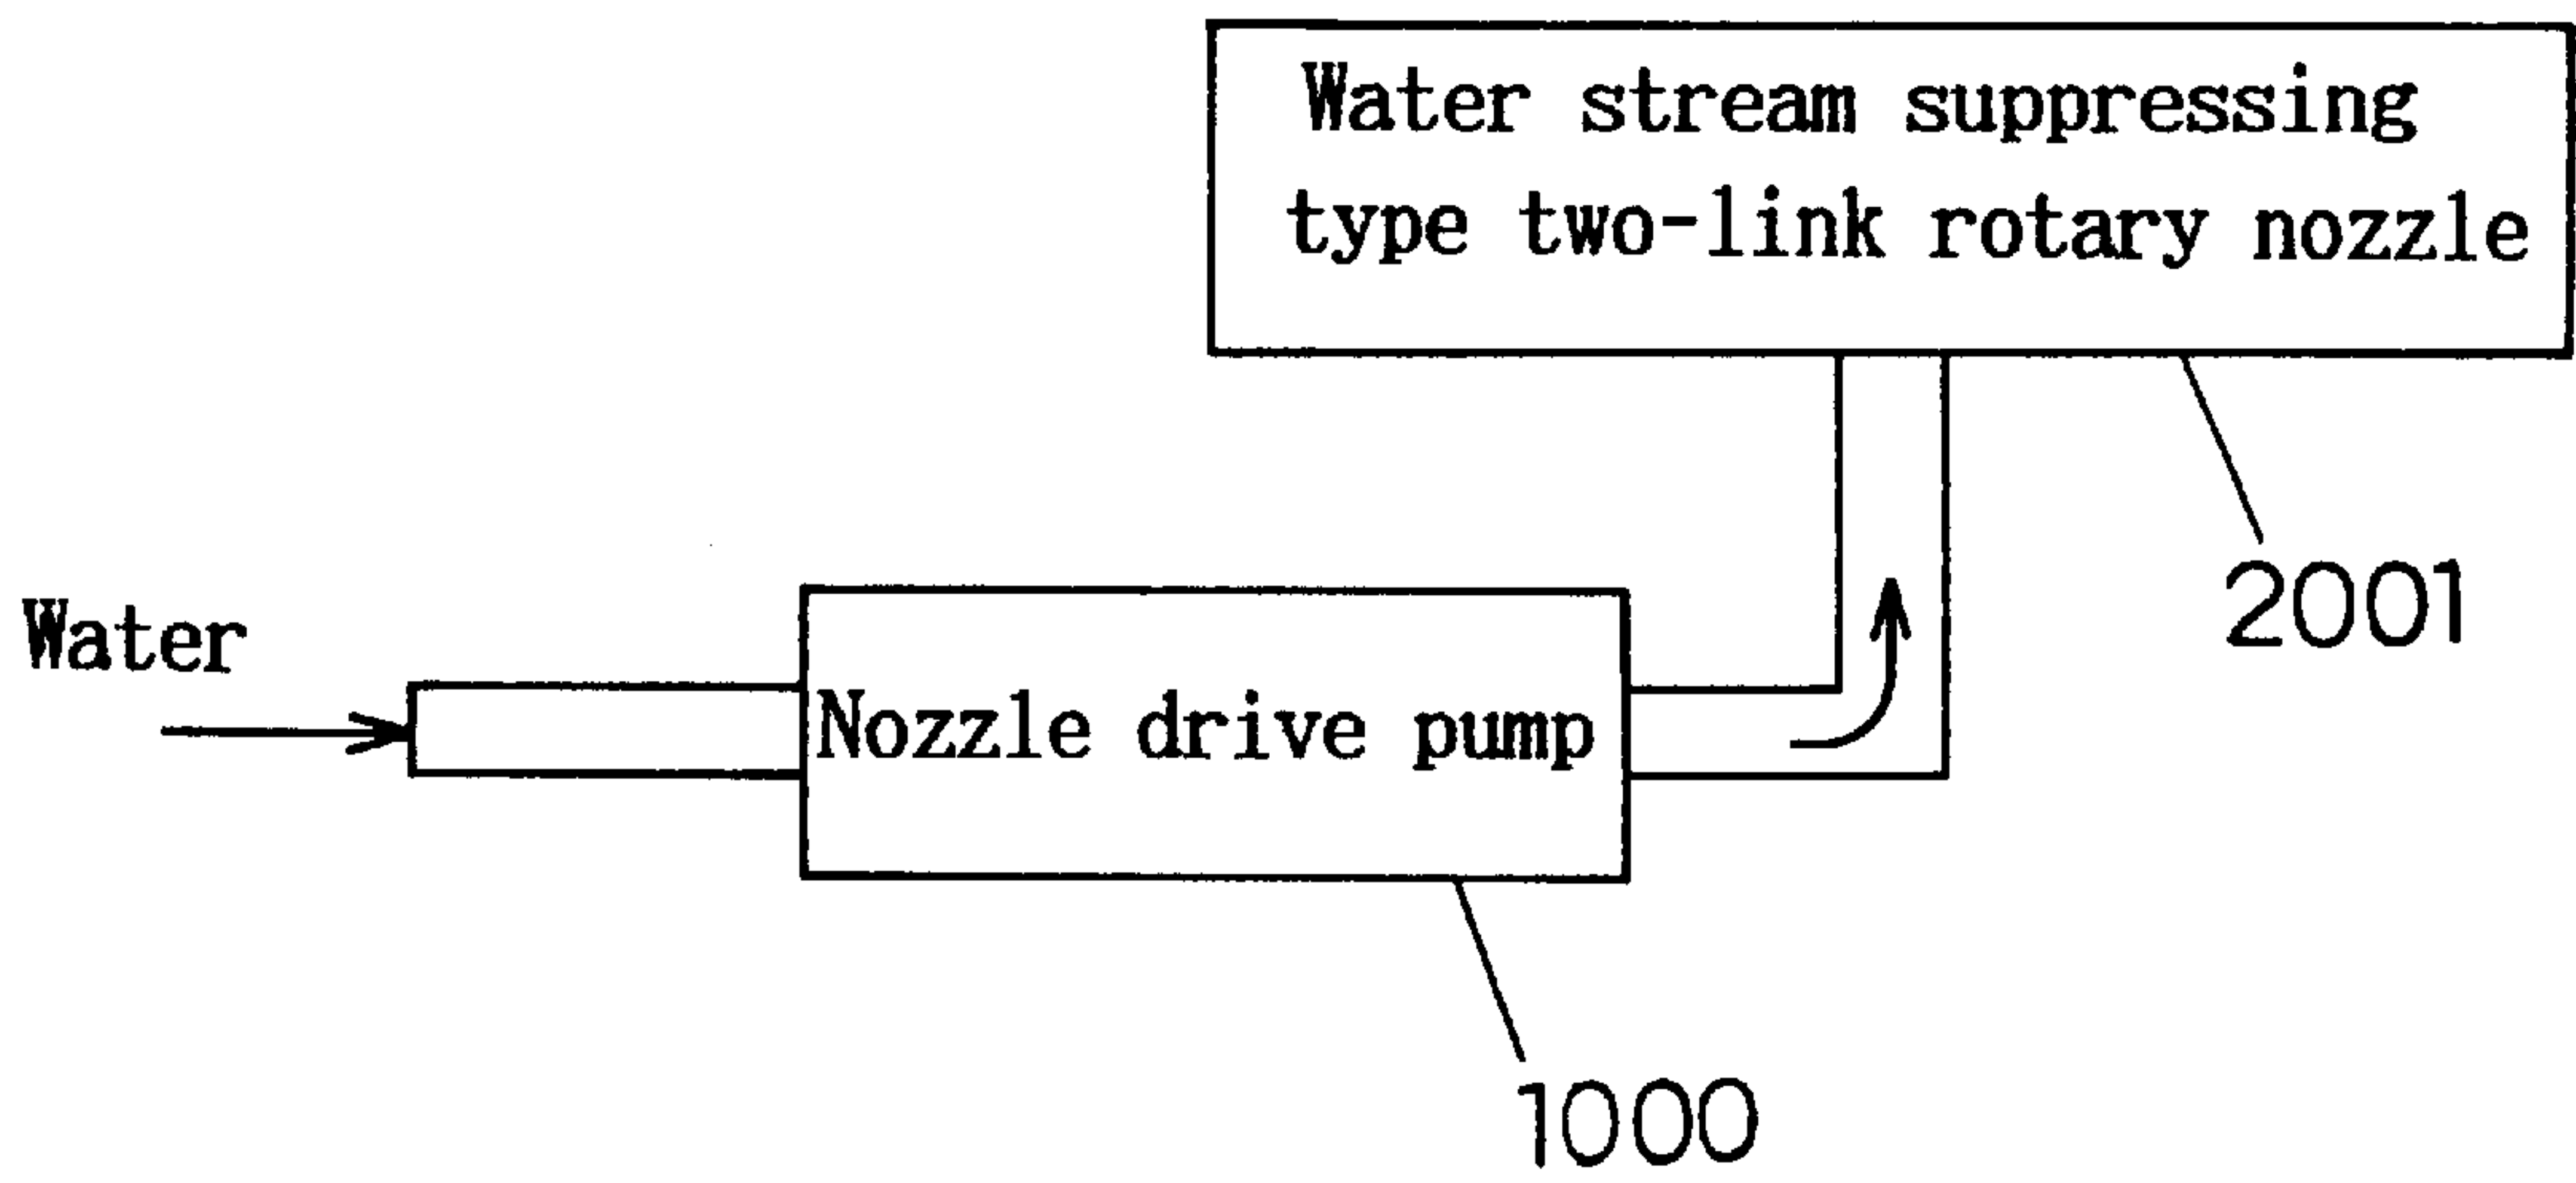 Water stream suppressing
type two-link rotary nozzle
2001
Water
Nozzle drive pump
1000